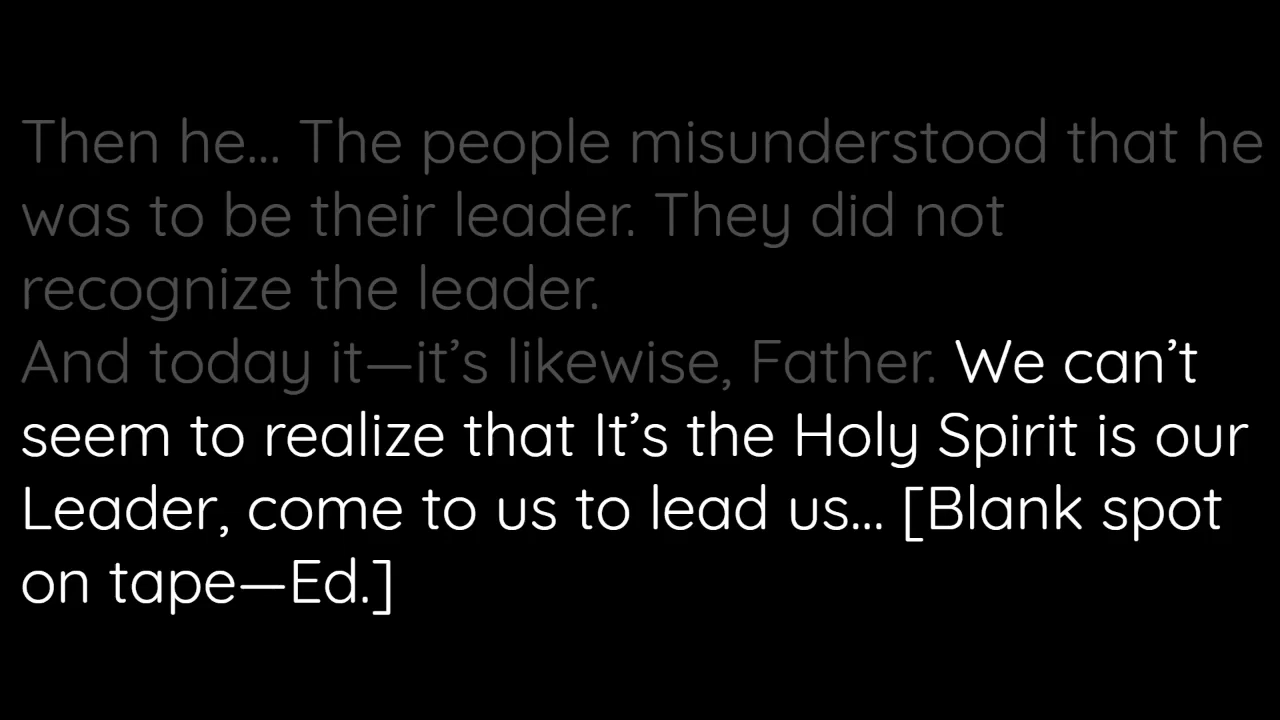 Then he... The people misunderstood that he
was to be their leader. They did not
recognize the leader.
And today it—it’s likewise, Father. We can’t
seem to realize that It’s the Holy Spirit is our
Leader, come to us to lead us... [Blank spot
on tape—Ed.]